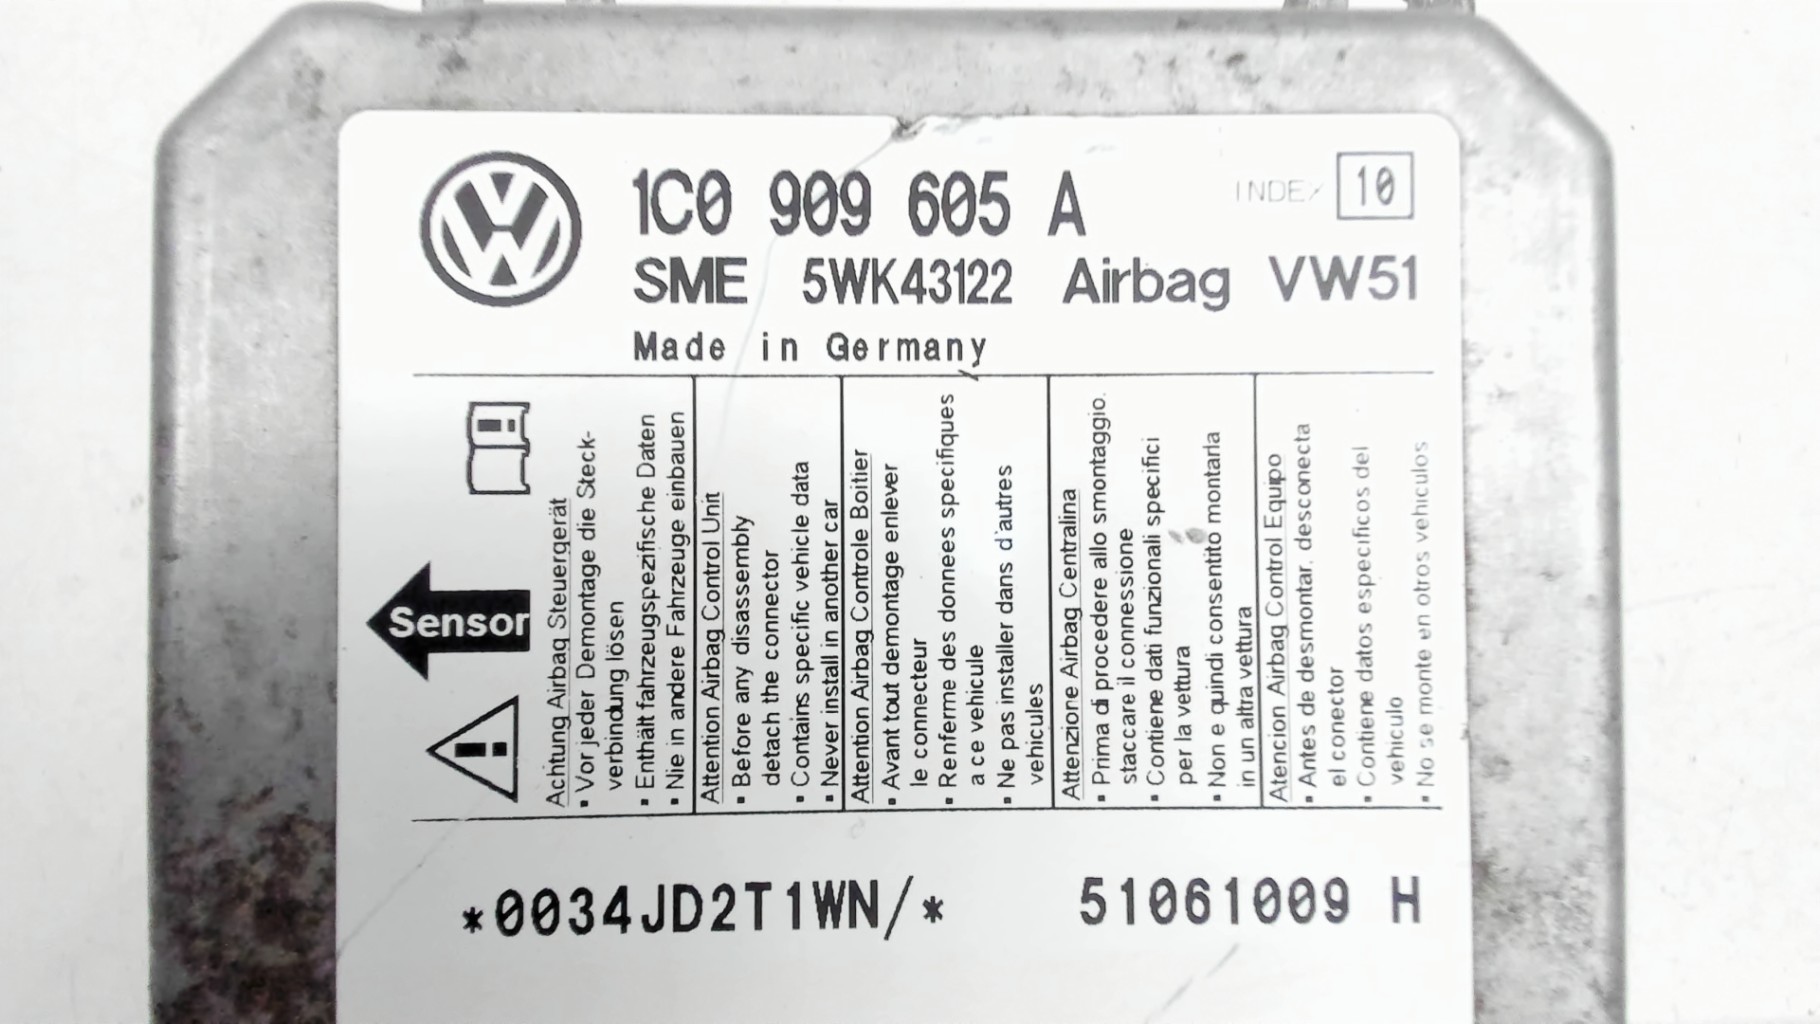 1C0 909 605 A
INDEX 10
SME 5WK43122 Airbag VW51
Made in Germany
Sensor
Achtung Airbag Steuergerät
▪ Vor jeder Demontage die Steck-
verbindung lösen
▪ Enthält fahrzeugspezifische Daten
▪ Nie in andere Fahrzeuge einbauen
Attention Airbag Control Unit
▪ Before any disassembly
detach the connector
▪ Contains specific vehicle data
▪ Never install in another car
Attention Airbag Controle Boitier
▪ Avant tout demontage enlever
le connecteur
▪ Renferme des donnees specifiques
a ce vehicule
▪ Ne pas installer dans d'autres
vehicules
Attenzione Airbag Centralina
▪ Prima di procedere allo smontaggio.
staccare il connessione
▪ Contiene dati funzionali specifici
per la vettura
▪ Non e quindi consentito montarla
in un altra vettura
Atencion Airbag Control Equipo
▪ Antes de desmontar, desconecta
el conector
▪ Contiene datos especificos del
vehiculo
▪ No se monte en otros vehiculos
*0034JD2T1WN/* 51061009 H